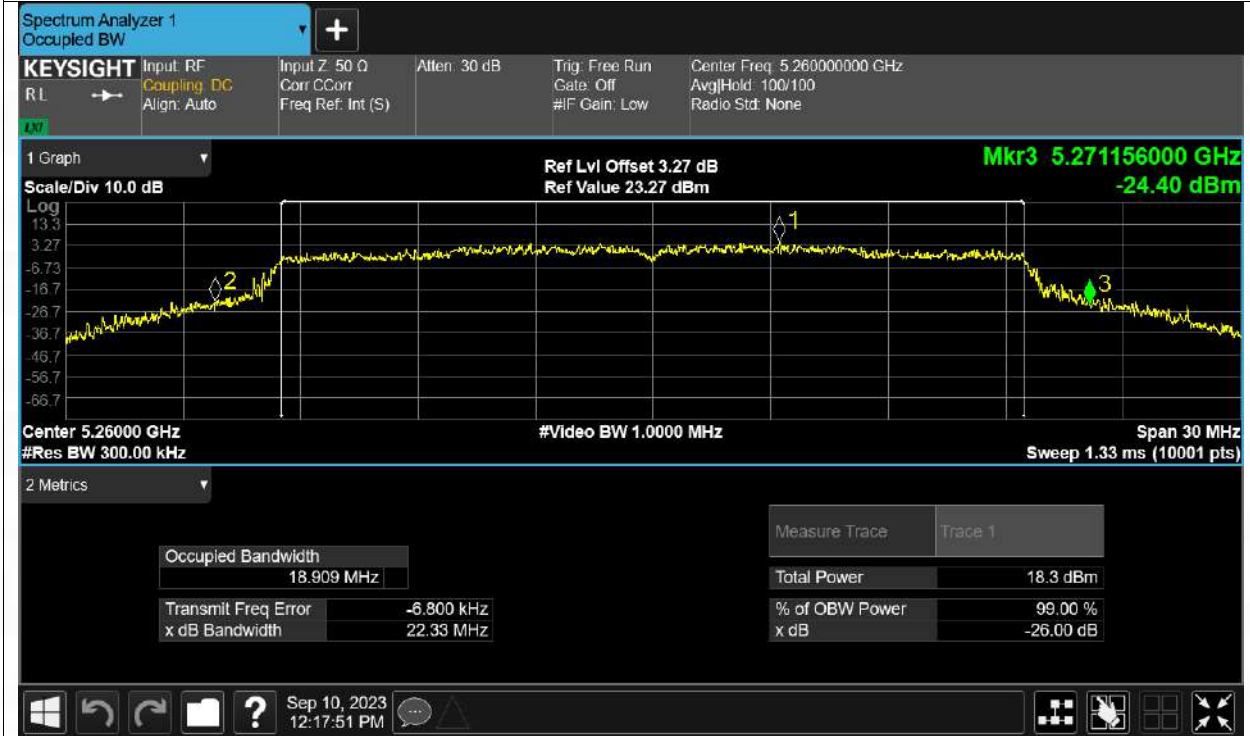 Spectrum Analyzer 1
Occupied BW
+
KEYSIGHT
RL
LXI
Input: RF
Coupling: DC
Align: Auto
Input Z: 50 Ω
Corr CCorr
Freq Ref: Int (S)
Atten: 30 dB
Trig: Free Run
Gate: Off
#IF Gain: Low
Center Freq: 5.260000000 GHz
Avg|Hold: 100/100
Radio Std: None
1 Graph
Scale/Div 10.0 dB
Ref Lvl Offset 3.27 dB
Ref Value 23.27 dBm
Mkr3 5.271156000 GHz
-24.40 dBm
Log
13.3
3.27
-6.73
-16.7
-26.7
-36.7
-46.7
-56.7
-66.7
1
2
3
Center 5.26000 GHz
#Video BW 1.0000 MHz
Span 30 MHz
#Res BW 300.00 kHz
Sweep 1.33 ms (10001 pts)
2 Metrics
Measure Trace Trace 1
Occupied Bandwidth
18.909 MHz
Total Power 18.3 dBm
Transmit Freq Error -6.800 kHz
% of OBW Power 99.00 %
x dB Bandwidth 22.33 MHz
x dB -26.00 dB
?
Sep 10, 2023
12:17:51 PM